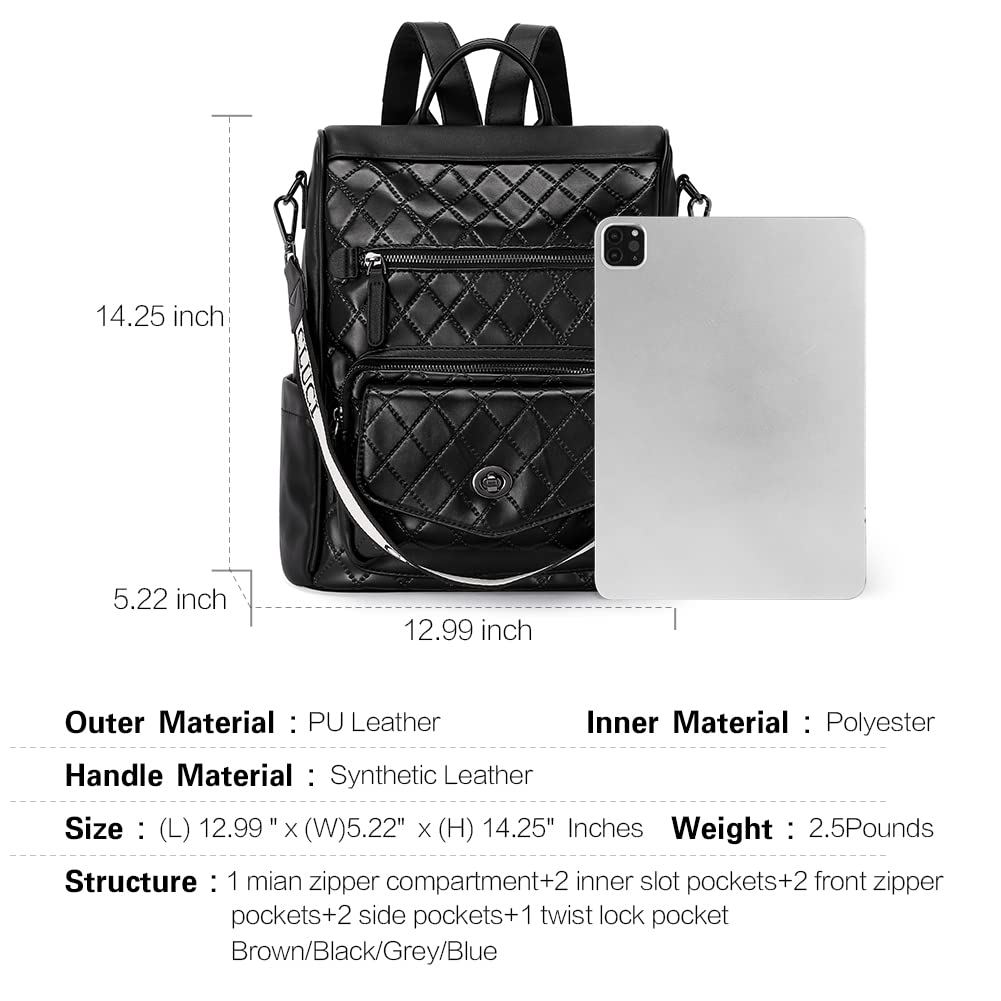 14.25 inch
CLUCI
5.22 inch
12.99 inch
Outer Material : PU Leather Inner Material : Polyester
Handle Material : Synthetic Leather
Size : (L) 12.99 " x (W)5.22" x (H) 14.25" Inches Weight : 2.5Pounds
Structure : 1 mian zipper compartment+2 inner slot pockets+2 front zipper
pockets+2 side pockets+1 twist lock pocket
Brown/Black/Grey/Blue